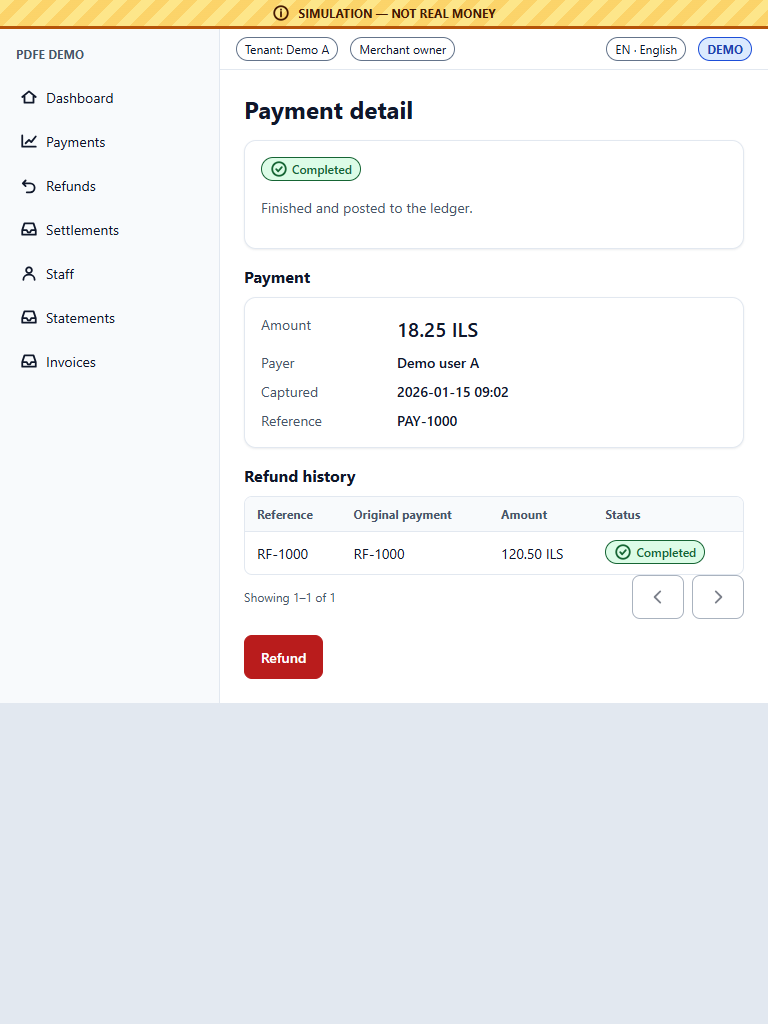 SIMULATION — NOT REAL MONEY
PDFE DEMO
Tenant: Demo A
Merchant owner
EN · English
DEMO
Dashboard
Payments
Refunds
Settlements
Staff
Statements
Invoices
Payment detail
Completed
Finished and posted to the ledger.
Payment
Amount 18.25 ILS
Payer Demo user A
Captured 2026-01-15 09:02
Reference PAY-1000
Refund history
Reference Original payment Amount Status
RF-1000 RF-1000 120.50 ILS Completed
Showing 1–1 of 1
Refund